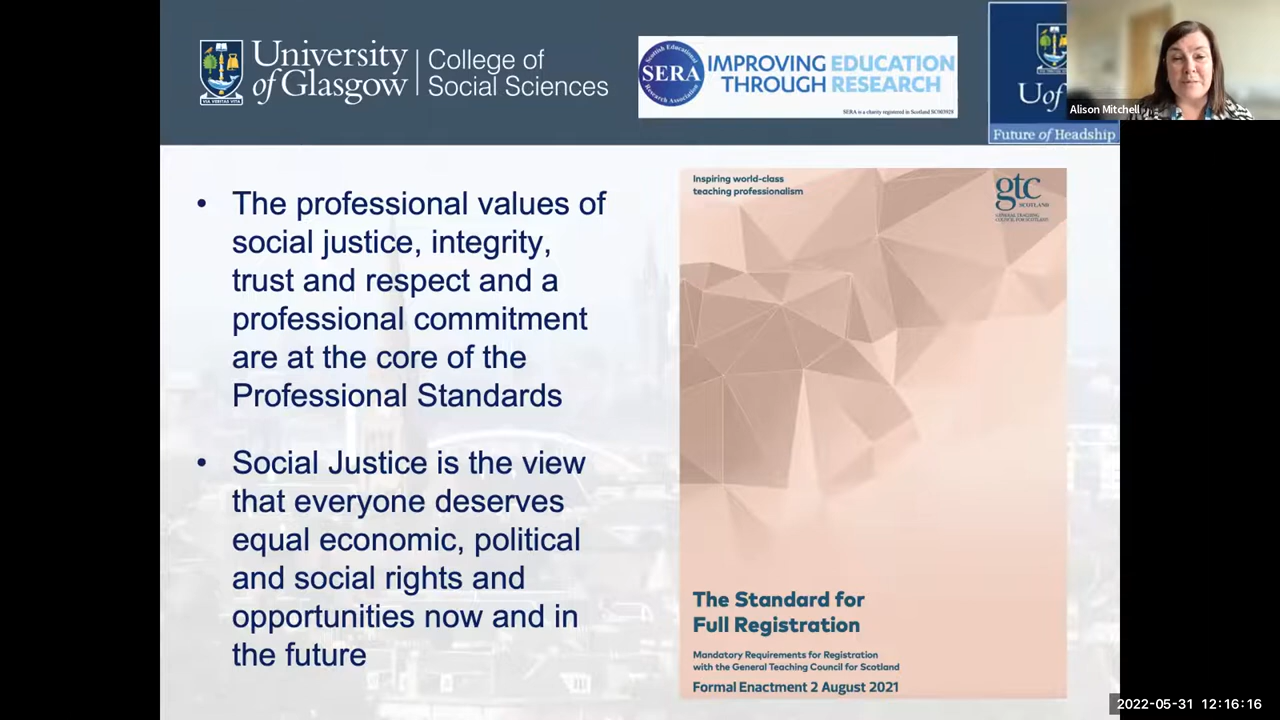 University of Glasgow
College of Social Sciences
VIA VERITAS VITA
Scottish Educational Research Association
SERA
IMPROVING EDUCATION
THROUGH RESEARCH
SERA is a charity registered in Scotland
Uof
Future of Headship
Alison Mitchell
• The professional values of
social justice, integrity,
trust and respect and a
professional commitment
are at the core of the
Professional Standards
• Social Justice is the view
that everyone deserves
equal economic, political
and social rights and
opportunities now and in
the future
Inspiring world-class
teaching professionalism
gtc
SCOTLAND
GENERAL TEACHING
COUNCIL FOR SCOTLAND
The Standard for
Full Registration
Mandatory Requirements for Registration
with the General Teaching Council for Scotland
Formal Enactment 2 August 2021
2022-05-31 12:16:16